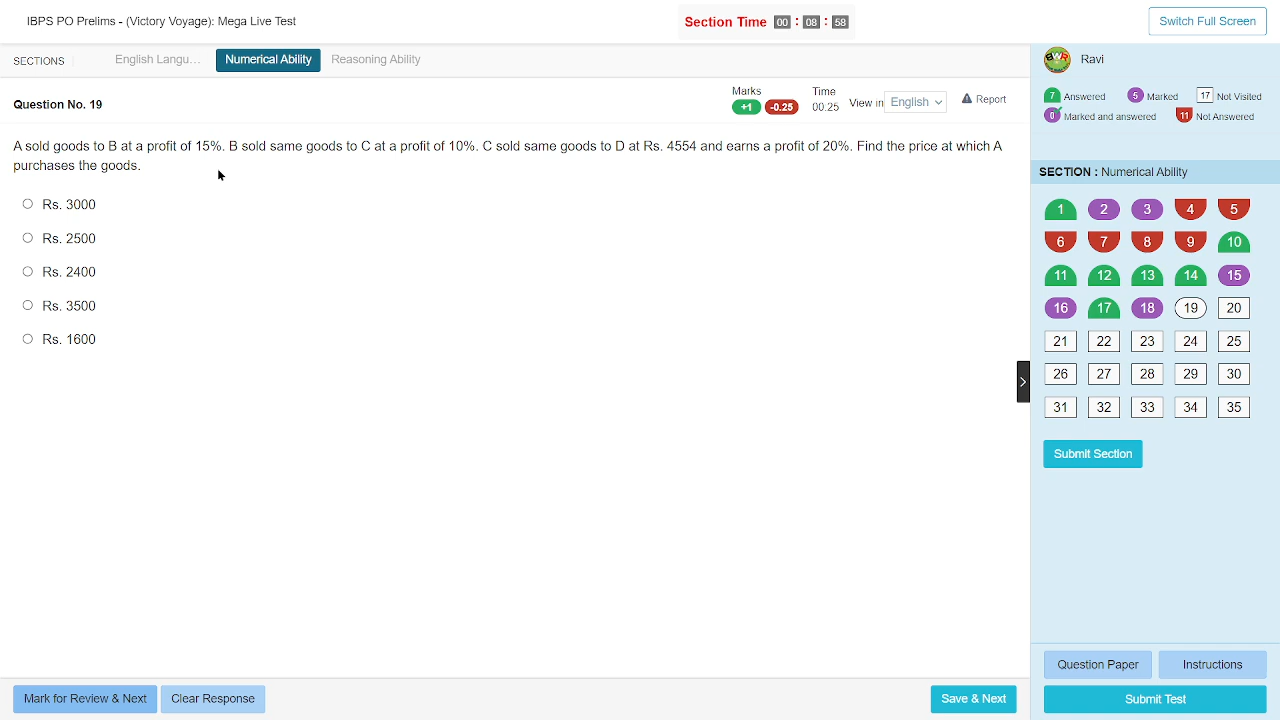 IBPS PO Prelims - (Victory Voyage): Mega Live Test
Section Time 00 : 08 : 58
Switch Full Screen
SECTIONS
English Langu...
Numerical Ability
Reasoning Ability
Ravi
Question No. 19
Marks
+1 -0.25
Time
00.25
View in English
Report
7 Answered
5 Marked
17 Not Visited
0 Marked and answered
11 Not Answered
A sold goods to B at a profit of 15%. B sold same goods to C at a profit of 10%. C sold same goods to D at Rs. 4554 and earns a profit of 20%. Find the price at which A
purchases the goods.
Rs. 3000
Rs. 2500
Rs. 2400
Rs. 3500
Rs. 1600
SECTION : Numerical Ability
1 2 3 4 5
6 7 8 9 10
11 12 13 14 15
16 17 18 19 20
21 22 23 24 25
26 27 28 29 30
31 32 33 34 35
Submit Section
Question Paper
Instructions
Mark for Review & Next
Clear Response
Save & Next
Submit Test